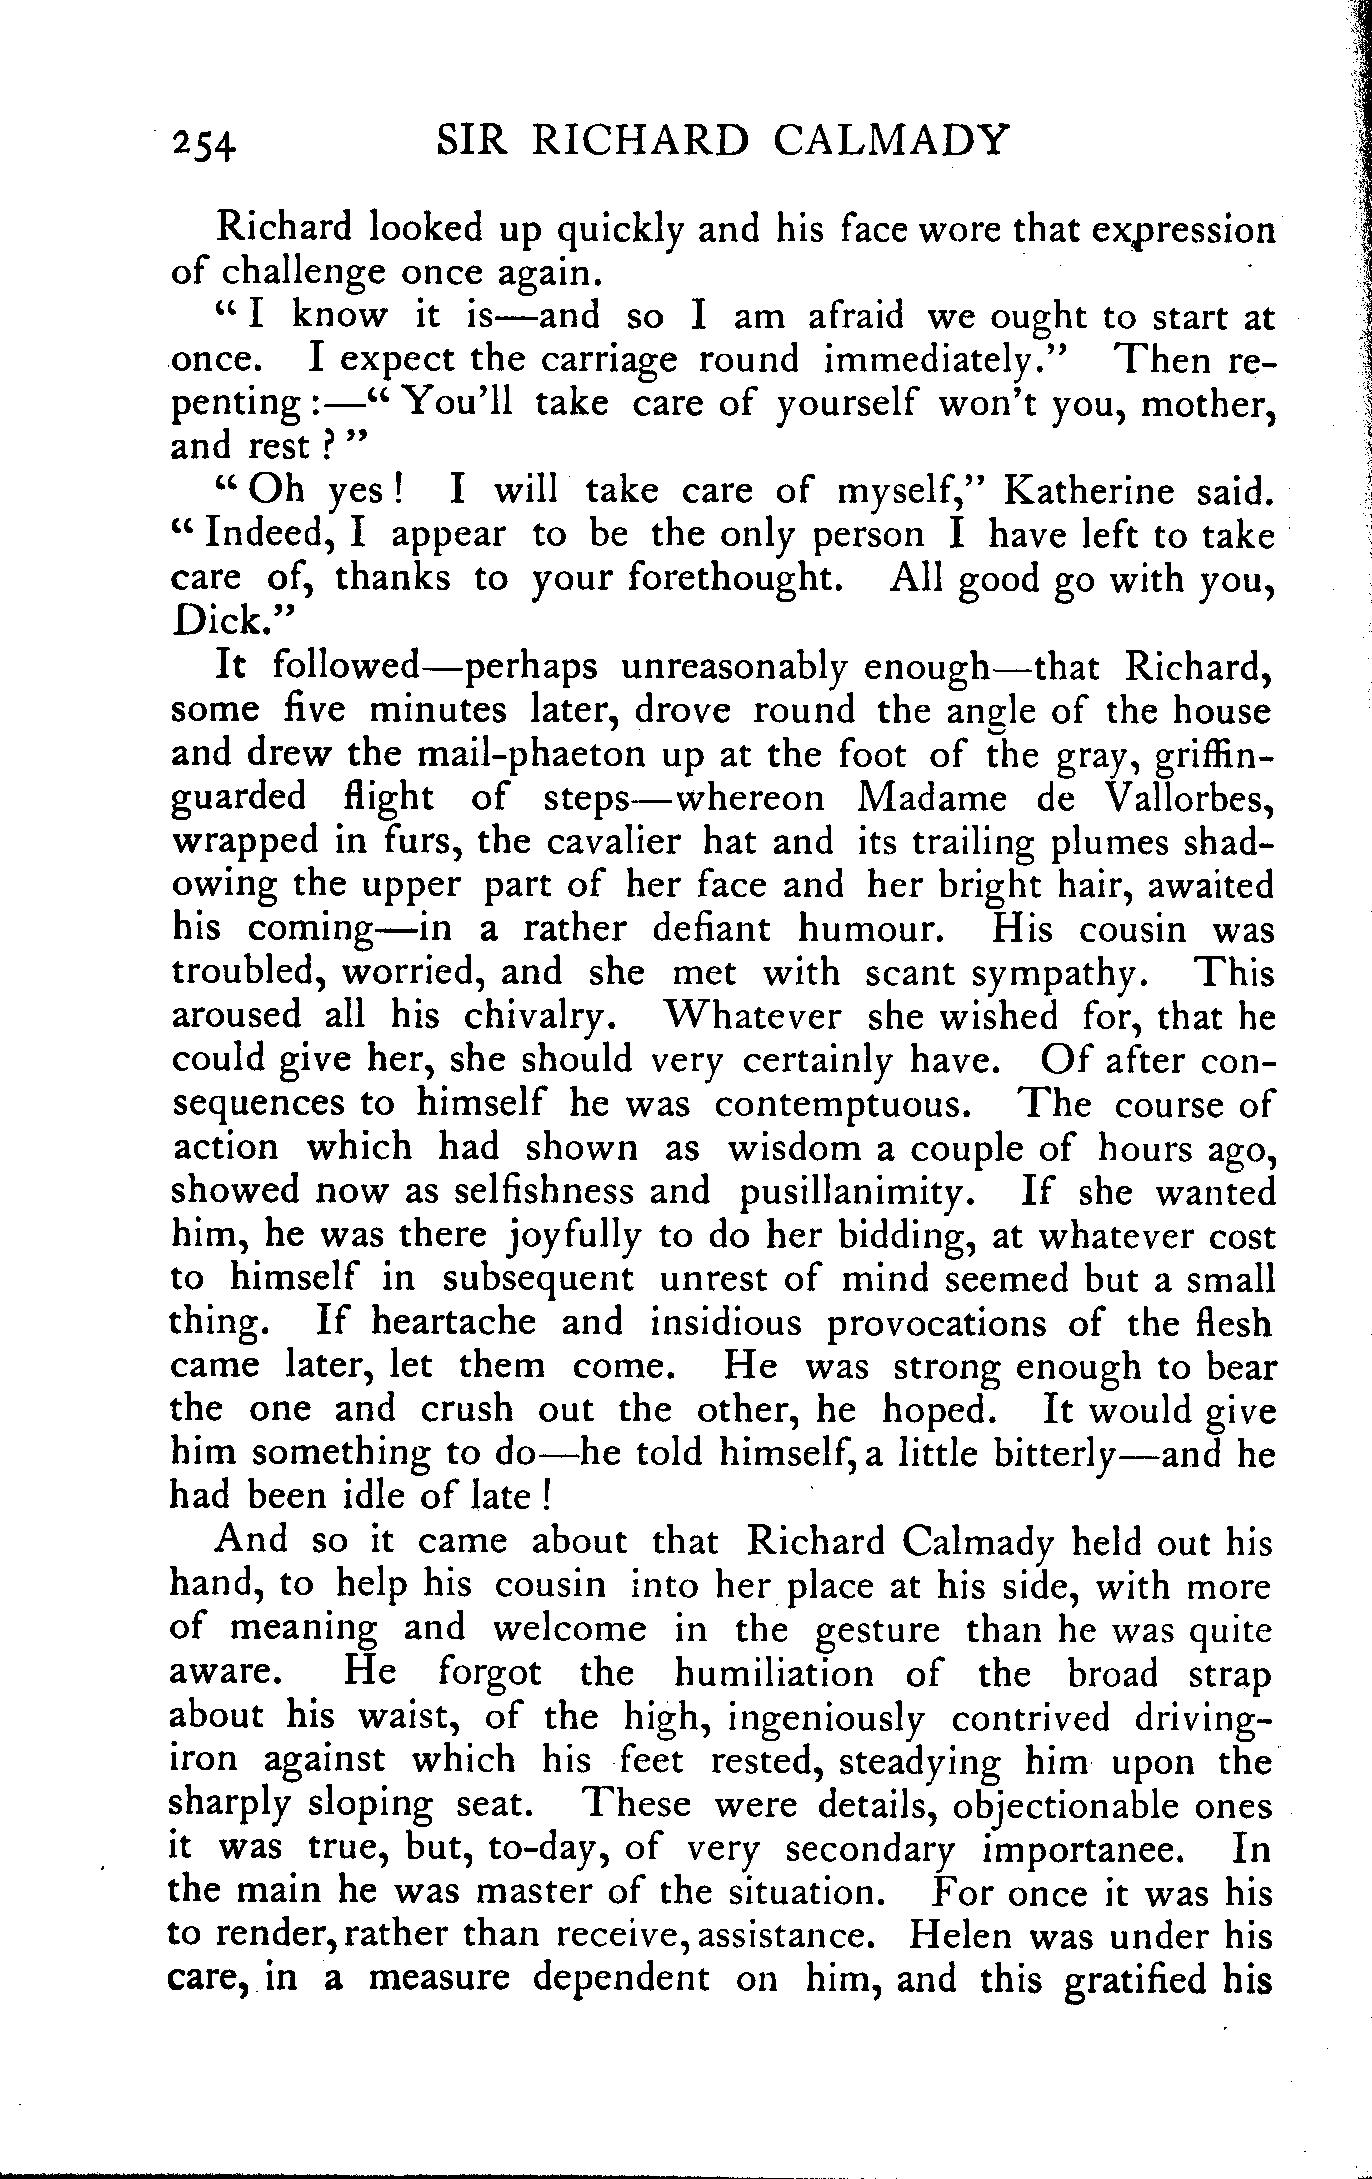 254 SIR RICHARD CALMADY
Richard looked up quickly and his face wore that expression
of challenge once again.
“ I know it is—and so I am afraid we ought to start at
once. I expect the carriage round immediately.” Then re-
penting :—“ You’ll take care of yourself won’t you, mother,
and rest ? ”
“ Oh yes ! I will take care of myself,” Katherine said.
“ Indeed, I appear to be the only person I have left to take
care of, thanks to your forethought. All good go with you,
Dick.”
It followed—perhaps unreasonably enough—that Richard,
some five minutes later, drove round the angle of the house
and drew the mail-phaeton up at the foot of the gray, griffin-
guarded flight of steps—whereon Madame de Vallorbes,
wrapped in furs, the cavalier hat and its trailing plumes shad-
owing the upper part of her face and her bright hair, awaited
his coming—in a rather defiant humour. His cousin was
troubled, worried, and she met with scant sympathy. This
aroused all his chivalry. Whatever she wished for, that he
could give her, she should very certainly have. Of after con-
sequences to himself he was contemptuous. The course of
action which had shown as wisdom a couple of hours ago,
showed now as selfishness and pusillanimity. If she wanted
him, he was there joyfully to do her bidding, at whatever cost
to himself in subsequent unrest of mind seemed but a small
thing. If heartache and insidious provocations of the flesh
came later, let them come. He was strong enough to bear
the one and crush out the other, he hoped. It would give
him something to do—he told himself, a little bitterly—and he
had been idle of late !
And so it came about that Richard Calmady held out his
hand, to help his cousin into her place at his side, with more
of meaning and welcome in the gesture than he was quite
aware. He forgot the humiliation of the broad strap
about his waist, of the high, ingeniously contrived driving-
iron against which his feet rested, steadying him upon the
sharply sloping seat. These were details, objectionable ones
it was true, but, to-day, of very secondary importanee. In
the main he was master of the situation. For once it was his
to render, rather than receive, assistance. Helen was under his
care, in a measure dependent on him, and this gratified his